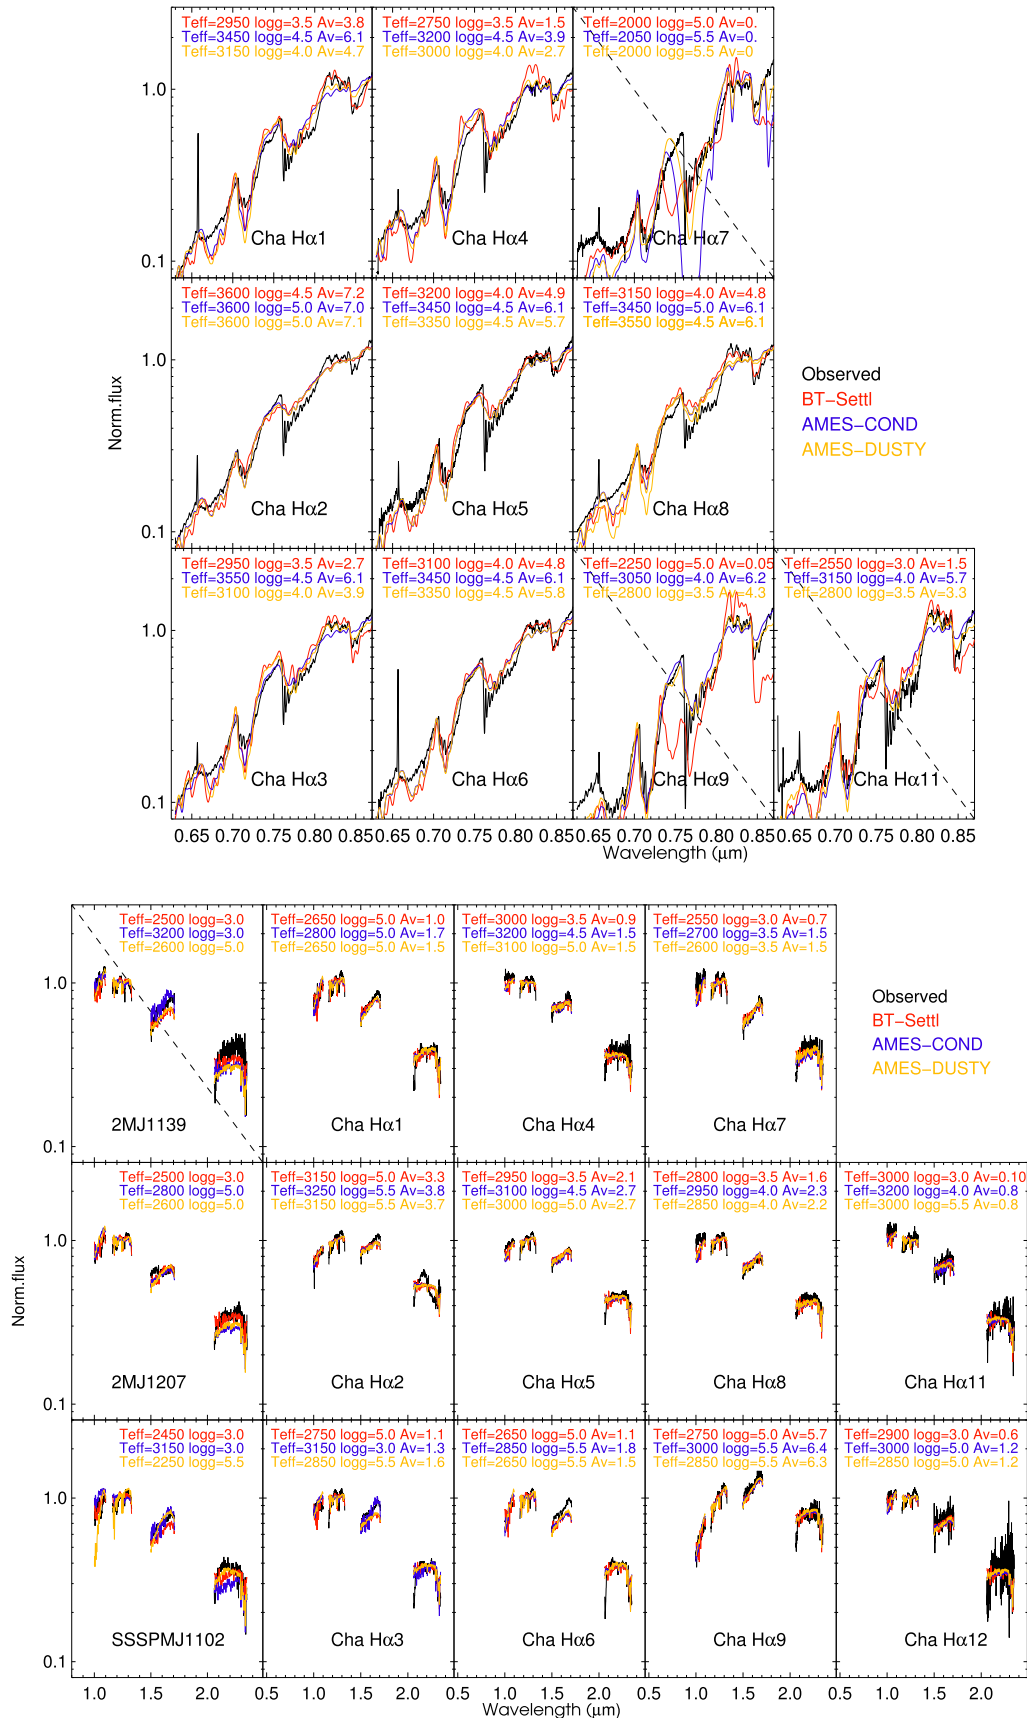 Teff=2950 logg=3.5 Av=3.8
Teff=3450 logg=4.5 Av=6.1
Teff=3150 logg=4.0 Av=4.7
Cha Hα1
Teff=2750 logg=3.5 Av=1.5
Teff=3200 logg=4.5 Av=3.9
Teff=3000 logg=4.0 Av=2.7
Cha Hα4
Teff=2000 logg=5.0 Av=0.
Teff=2050 logg=5.5 Av=0.
Teff=2000 logg=5.5 Av=0
Cha Hα7
1.0
0.1
Teff=3600 logg=4.5 Av=7.2
Teff=3600 logg=5.0 Av=7.0
Teff=3600 logg=5.0 Av=7.1
Cha Hα2
Teff=3200 logg=4.0 Av=4.9
Teff=3450 logg=4.5 Av=6.1
Teff=3350 logg=4.5 Av=5.7
Cha Hα5
Teff=3150 logg=4.0 Av=4.8
Teff=3450 logg=5.0 Av=6.1
Teff=3550 logg=4.5 Av=6.1
Cha Hα8
1.0
0.1
Norm.flux
Observed
BT-Settl
AMES-COND
AMES-DUSTY
Teff=2950 logg=3.5 Av=2.7
Teff=3550 logg=4.5 Av=6.1
Teff=3100 logg=4.0 Av=3.9
Cha Hα3
Teff=3100 logg=4.0 Av=4.8
Teff=3450 logg=4.5 Av=6.1
Teff=3350 logg=4.5 Av=5.8
Cha Hα6
Teff=2250 logg=5.0 Av=0.05
Teff=3050 logg=4.0 Av=6.2
Teff=2800 logg=3.5 Av=4.3
Cha Hα9
Teff=2550 logg=3.0 Av=1.5
Teff=3150 logg=4.0 Av=5.7
Teff=2800 logg=3.5 Av=3.3
Cha Hα11
1.0
0.1
0.65 0.70 0.75 0.80 0.85 0.65 0.70 0.75 0.80 0.85 0.65 0.70 0.75 0.80 0.85 0.65 0.70 0.75 0.80 0.85
Wavelength (μm)
Teff=2500 logg=3.0
Teff=3200 logg=3.0
Teff=2600 logg=5.0
2MJ1139
Teff=2650 logg=5.0 Av=1.0
Teff=2800 logg=5.0 Av=1.7
Teff=2650 logg=5.0 Av=1.5
Cha Hα1
Teff=3000 logg=3.5 Av=0.9
Teff=3200 logg=4.5 Av=1.5
Teff=3100 logg=5.0 Av=1.5
Cha Hα4
Teff=2550 logg=3.0 Av=0.7
Teff=2700 logg=3.5 Av=1.5
Teff=2600 logg=3.5 Av=1.5
Cha Hα7
1.0
0.1
Observed
BT-Settl
AMES-COND
AMES-DUSTY
Teff=2500 logg=3.0
Teff=2800 logg=5.0
Teff=2600 logg=5.0
2MJ1207
Teff=3150 logg=5.0 Av=3.3
Teff=3250 logg=5.5 Av=3.8
Teff=3150 logg=5.5 Av=3.7
Cha Hα2
Teff=2950 logg=3.5 Av=2.1
Teff=3100 logg=4.5 Av=2.7
Teff=3000 logg=5.0 Av=2.7
Cha Hα5
Teff=2800 logg=3.5 Av=1.6
Teff=2950 logg=4.0 Av=2.3
Teff=2850 logg=4.0 Av=2.2
Cha Hα8
Teff=3000 logg=3.0 Av=0.10
Teff=3200 logg=4.0 Av=0.8
Teff=3000 logg=5.5 Av=0.8
Cha Hα11
1.0
0.1
Norm.flux
Teff=2450 logg=3.0
Teff=3150 logg=3.0
Teff=2250 logg=5.5
SSSPMJ1102
Teff=2750 logg=5.0 Av=1.1
Teff=3150 logg=3.0 Av=1.3
Teff=2850 logg=5.5 Av=1.6
Cha Hα3
Teff=2650 logg=5.0 Av=1.1
Teff=2850 logg=5.5 Av=1.8
Teff=2650 logg=5.5 Av=1.5
Cha Hα6
Teff=2750 logg=5.0 Av=5.7
Teff=3000 logg=5.5 Av=6.4
Teff=2850 logg=5.5 Av=6.3
Cha Hα9
Teff=2900 logg=3.0 Av=0.6
Teff=3000 logg=5.0 Av=1.2
Teff=2850 logg=5.0 Av=1.2
Cha Hα12
1.0
0.1
1.0 1.5 2.0 0.5 1.0 1.5 2.0 0.5 1.0 1.5 2.0 0.5 1.0 1.5 2.0 0.5 1.0 1.5 2.0
Wavelength (μm)